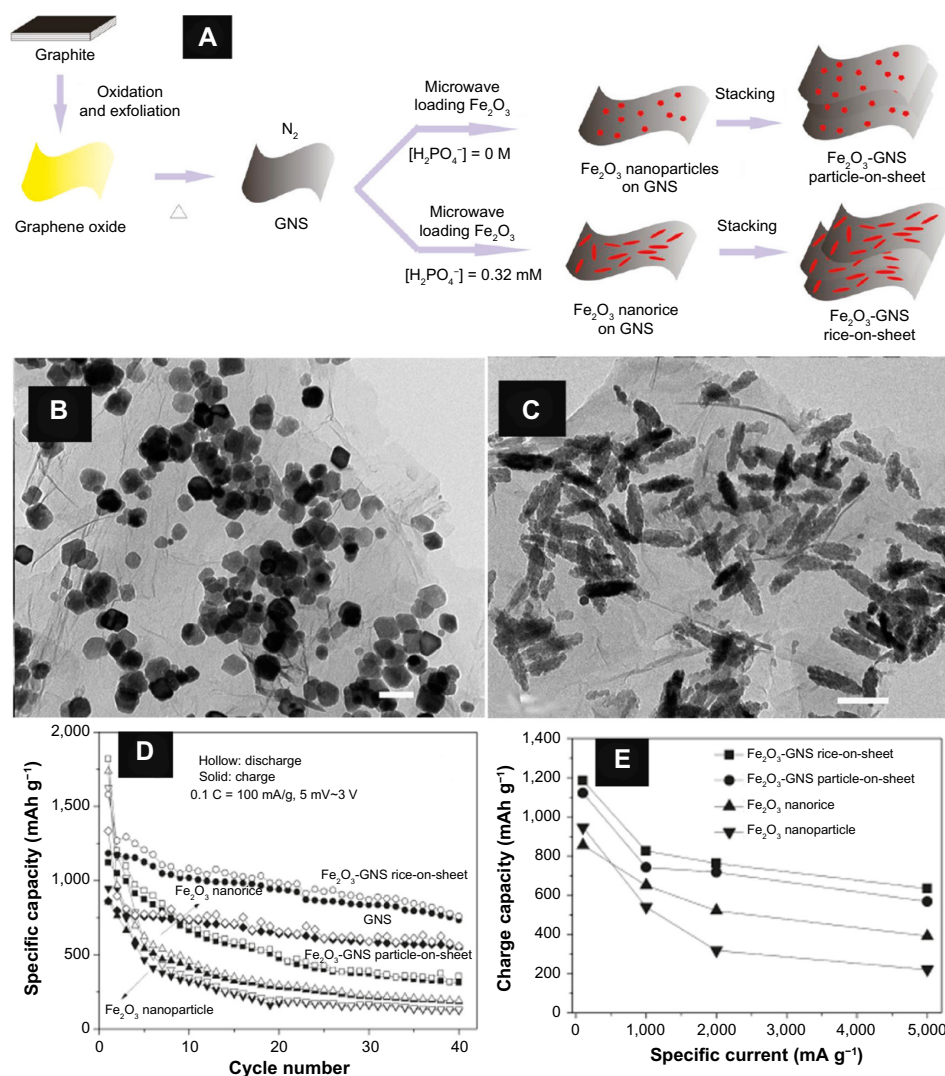 A
Graphite
Oxidation
and exfoliation
Graphene oxide
△
N₂
GNS
Microwave
loading Fe₂O₃
[H₂PO₄⁻] = 0 M
Microwave
loading Fe₂O₃
[H₂PO₄⁻] = 0.32 mM
Fe₂O₃ nanoparticles
on GNS
Stacking
Fe₂O₃-GNS
particle-on-sheet
Fe₂O₃ nanorice
on GNS
Stacking
Fe₂O₃-GNS
rice-on-sheet
B
C
D
Hollow: discharge
Solid: charge
0.1 C = 100 mA/g, 5 mV~3 V
Fe₂O₃-GNS rice-on-sheet
Fe₂O₃ nanorice
GNS
Fe₂O₃-GNS particle-on-sheet
Fe₂O₃ nanoparticle
Specific capacity (mAh g⁻¹)
2,000
1,500
1,000
500
0
0 10 20 30 40
Cycle number
E
Fe₂O₃-GNS rice-on-sheet
Fe₂O₃-GNS particle-on-sheet
Fe₂O₃ nanorice
Fe₂O₃ nanoparticle
Charge capacity (mAh g⁻¹)
1,400
1,200
1,000
800
600
400
200
0
0 1,000 2,000 3,000 4,000 5,000
Specific current (mA g⁻¹)